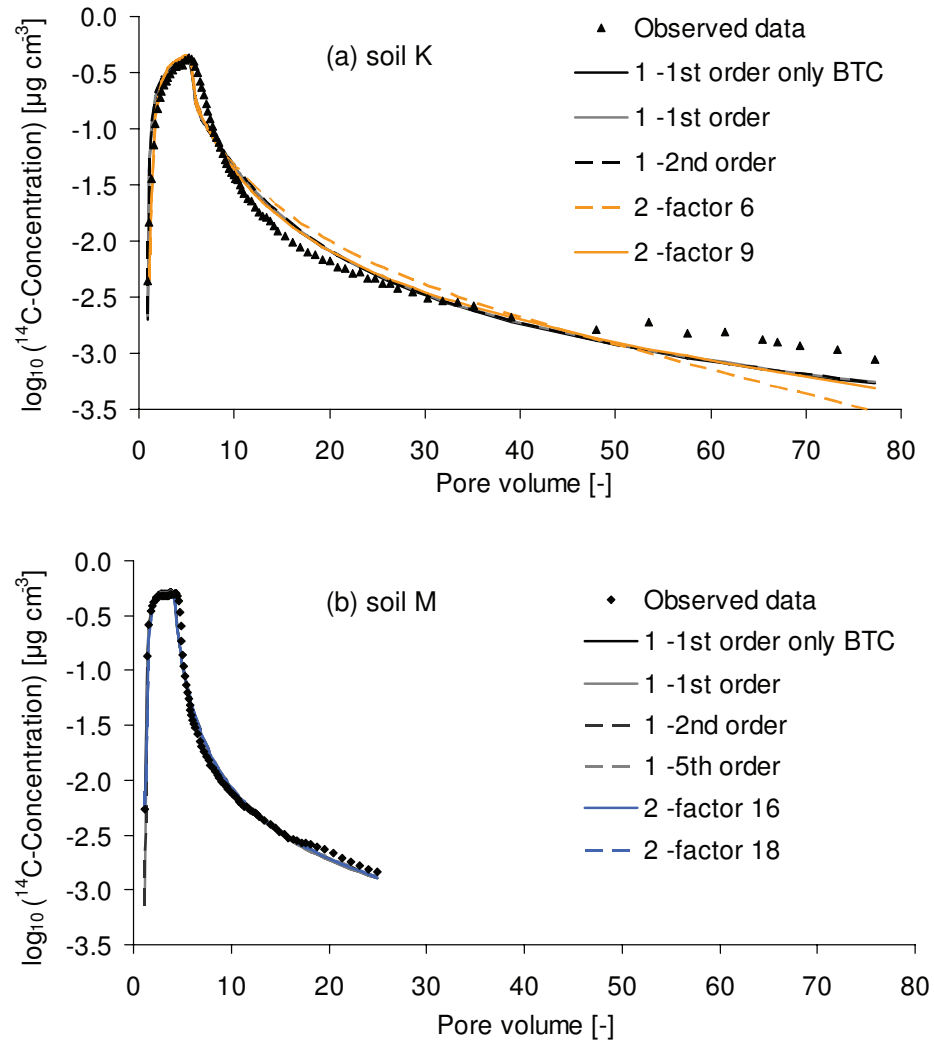 0.0
-0.5
-1.0
-1.5
-2.0
-2.5
-3.0
-3.5
log₁₀ (¹⁴C-Concentration) [µg cm⁻³]
(a) soil K
Observed data
1 -1st order only BTC
1 -1st order
1 -2nd order
2 -factor 6
2 -factor 9
0 10 20 30 40 50 60 70 80
Pore volume [-]
0.0
-0.5
-1.0
-1.5
-2.0
-2.5
-3.0
-3.5
log₁₀ (¹⁴C-Concentration) [µg cm⁻³]
(b) soil M
Observed data
1 -1st order only BTC
1 -1st order
1 -2nd order
1 -5th order
2 -factor 16
2 -factor 18
0 10 20 30 40 50 60 70 80
Pore volume [-]